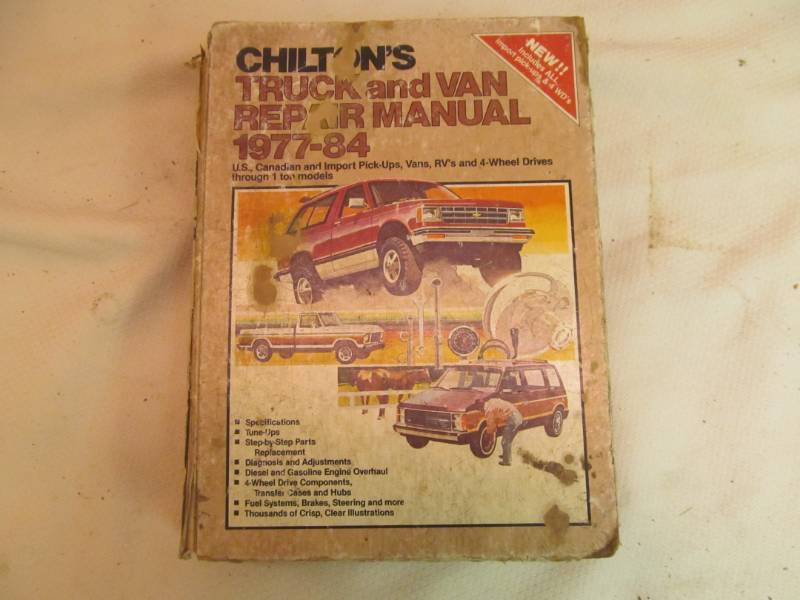 CHILTON'S
TRUCK and VAN
REPAIR MANUAL
1977-84
U.S., Canadian and Import Pick-Ups, Vans, RV's and 4-Wheel Drives
through 1 ton models
NEW!!
Includes ALL
import pick-ups & 4 WD's
■ Specifications
■ Tune-Ups
■ Step-by-Step Parts
Replacement
■ Diagnosis and Adjustments
■ Diesel and Gasoline Engine Overhaul
■ 4-Wheel Drive Components,
Transfer Cases and Hubs
■ Fuel Systems, Brakes, Steering and more
■ Thousands of Crisp, Clear Illustrations